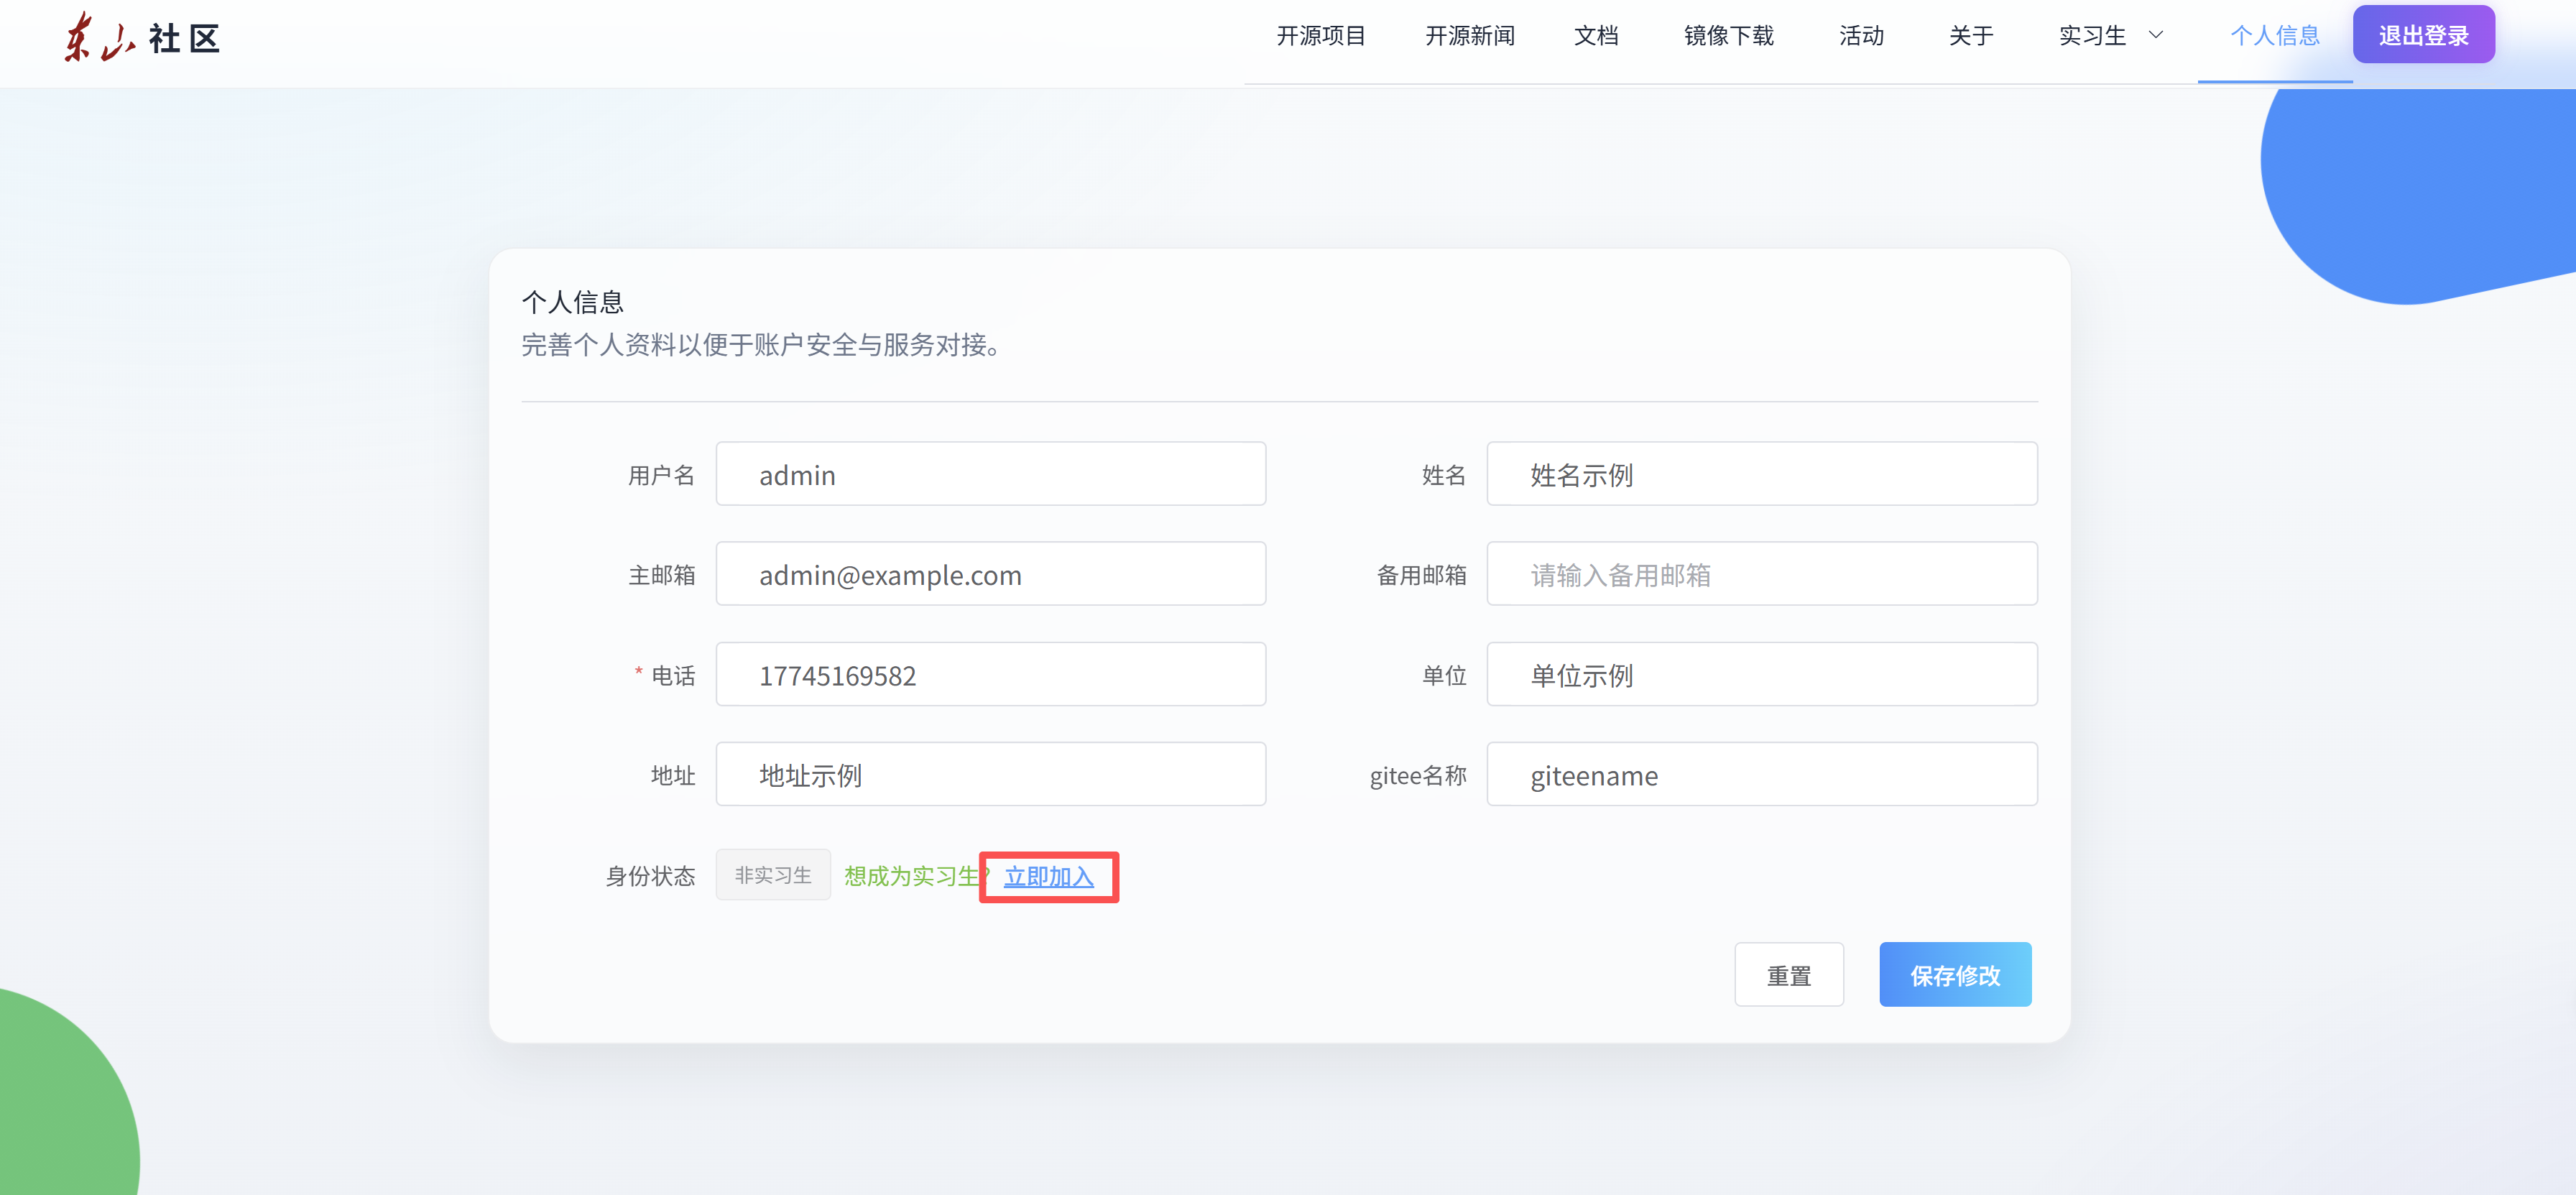 东山 社区
开源项目 开源新闻 文档 镜像下载 活动 关于 实习生 个人信息 退出登录
个人信息
完善个人资料以便于账户安全与服务对接。
用户名 admin 姓名 姓名示例
主邮箱 admin@example.com 备用邮箱 请输入备用邮箱
* 电话 17745169582 单位 单位示例
地址 地址示例 gitee名称 giteename
身份状态 非实习生 想成为实习生? 立即加入
重置 保存修改